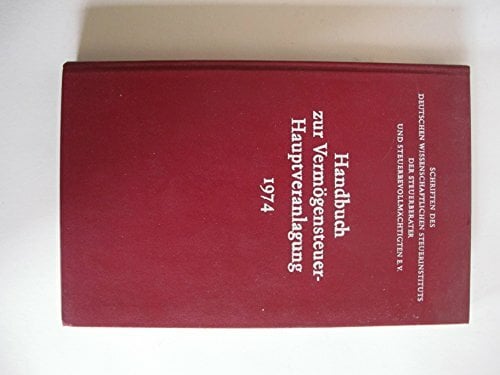 SCHRIFTEN DES
DEUTSCHEN WISSENSCHAFTLICHEN STEUERINSTITUTS
DER STEUERBERATER
UND STEUERBEVOLLMÄCHTIGTEN E.V.
Handbuch
zur Vermögensteuer-
Hauptveranlagung
1974